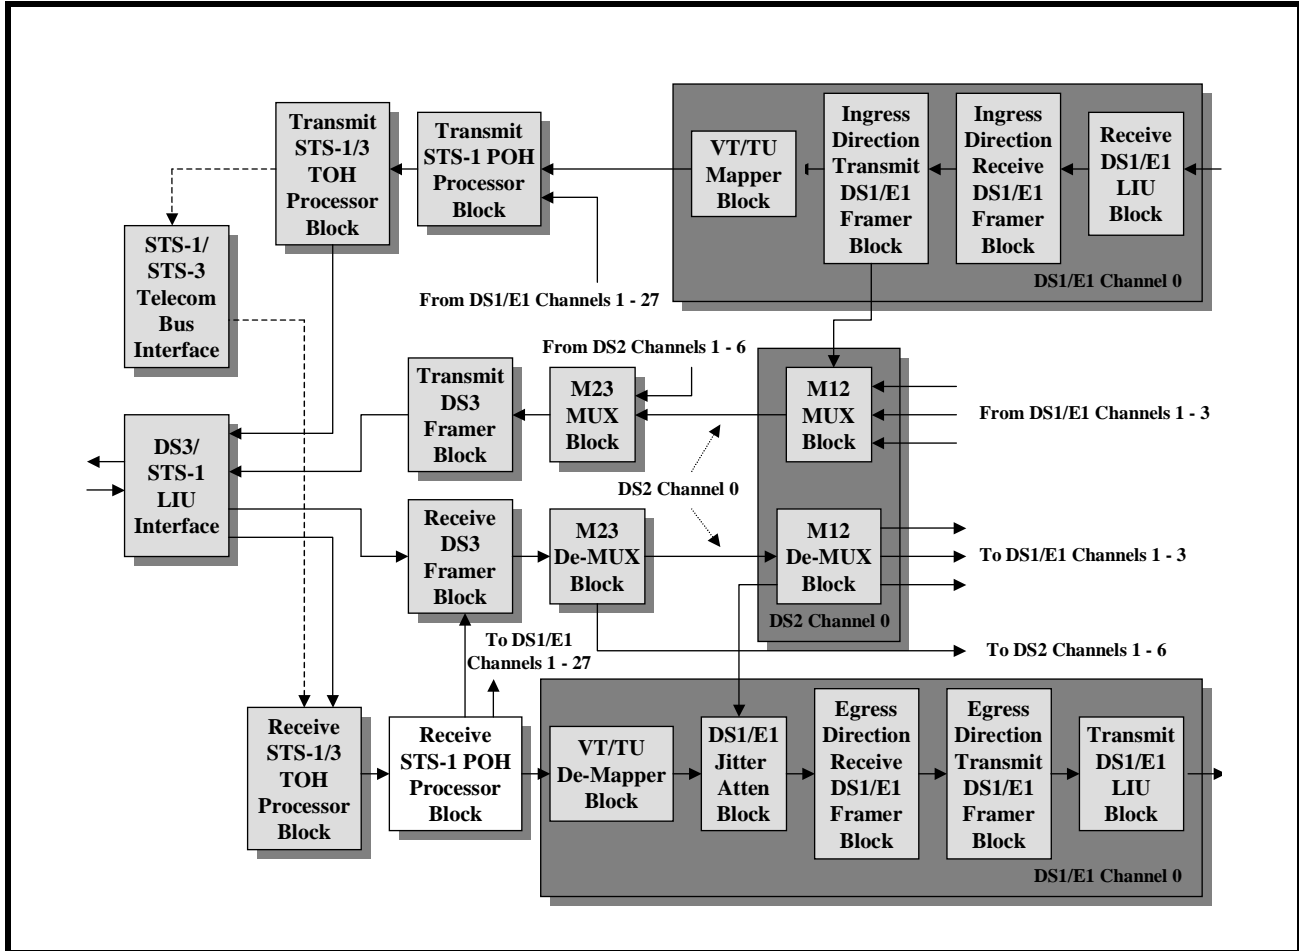 Transmit
STS-1/3
TOH
Processor
Block
Transmit
STS-1 POH
Processor
Block
VT/TU
Mapper
Block
Ingress
Direction
Transmit
DS1/E1
Framer
Block
Ingress
Direction
Receive
DS1/E1
Framer
Block
Receive
DS1/E1
LIU
Block
DS1/E1 Channel 0
STS-1/
STS-3
Telecom
Bus
Interface
From DS1/E1 Channels 1 - 27
From DS2 Channels 1 - 6
Transmit
DS3
Framer
Block
M23
MUX
Block
M12
MUX
Block
From DS1/E1 Channels 1 - 3
DS3/
STS-1
LIU
Interface
DS2 Channel 0
Receive
DS3
Framer
Block
M23
De-MUX
Block
M12
De-MUX
Block
To DS1/E1 Channels 1 - 3
DS2 Channel 0
To DS1/E1
Channels 1 - 27
To DS2 Channels 1 - 6
Receive
STS-1/3
TOH
Processor
Block
Receive
STS-1 POH
Processor
Block
VT/TU
De-Mapper
Block
DS1/E1
Jitter
Atten
Block
Egress
Direction
Receive
DS1/E1
Framer
Block
Egress
Direction
Transmit
DS1/E1
Framer
Block
Transmit
DS1/E1
LIU
Block
DS1/E1 Channel 0